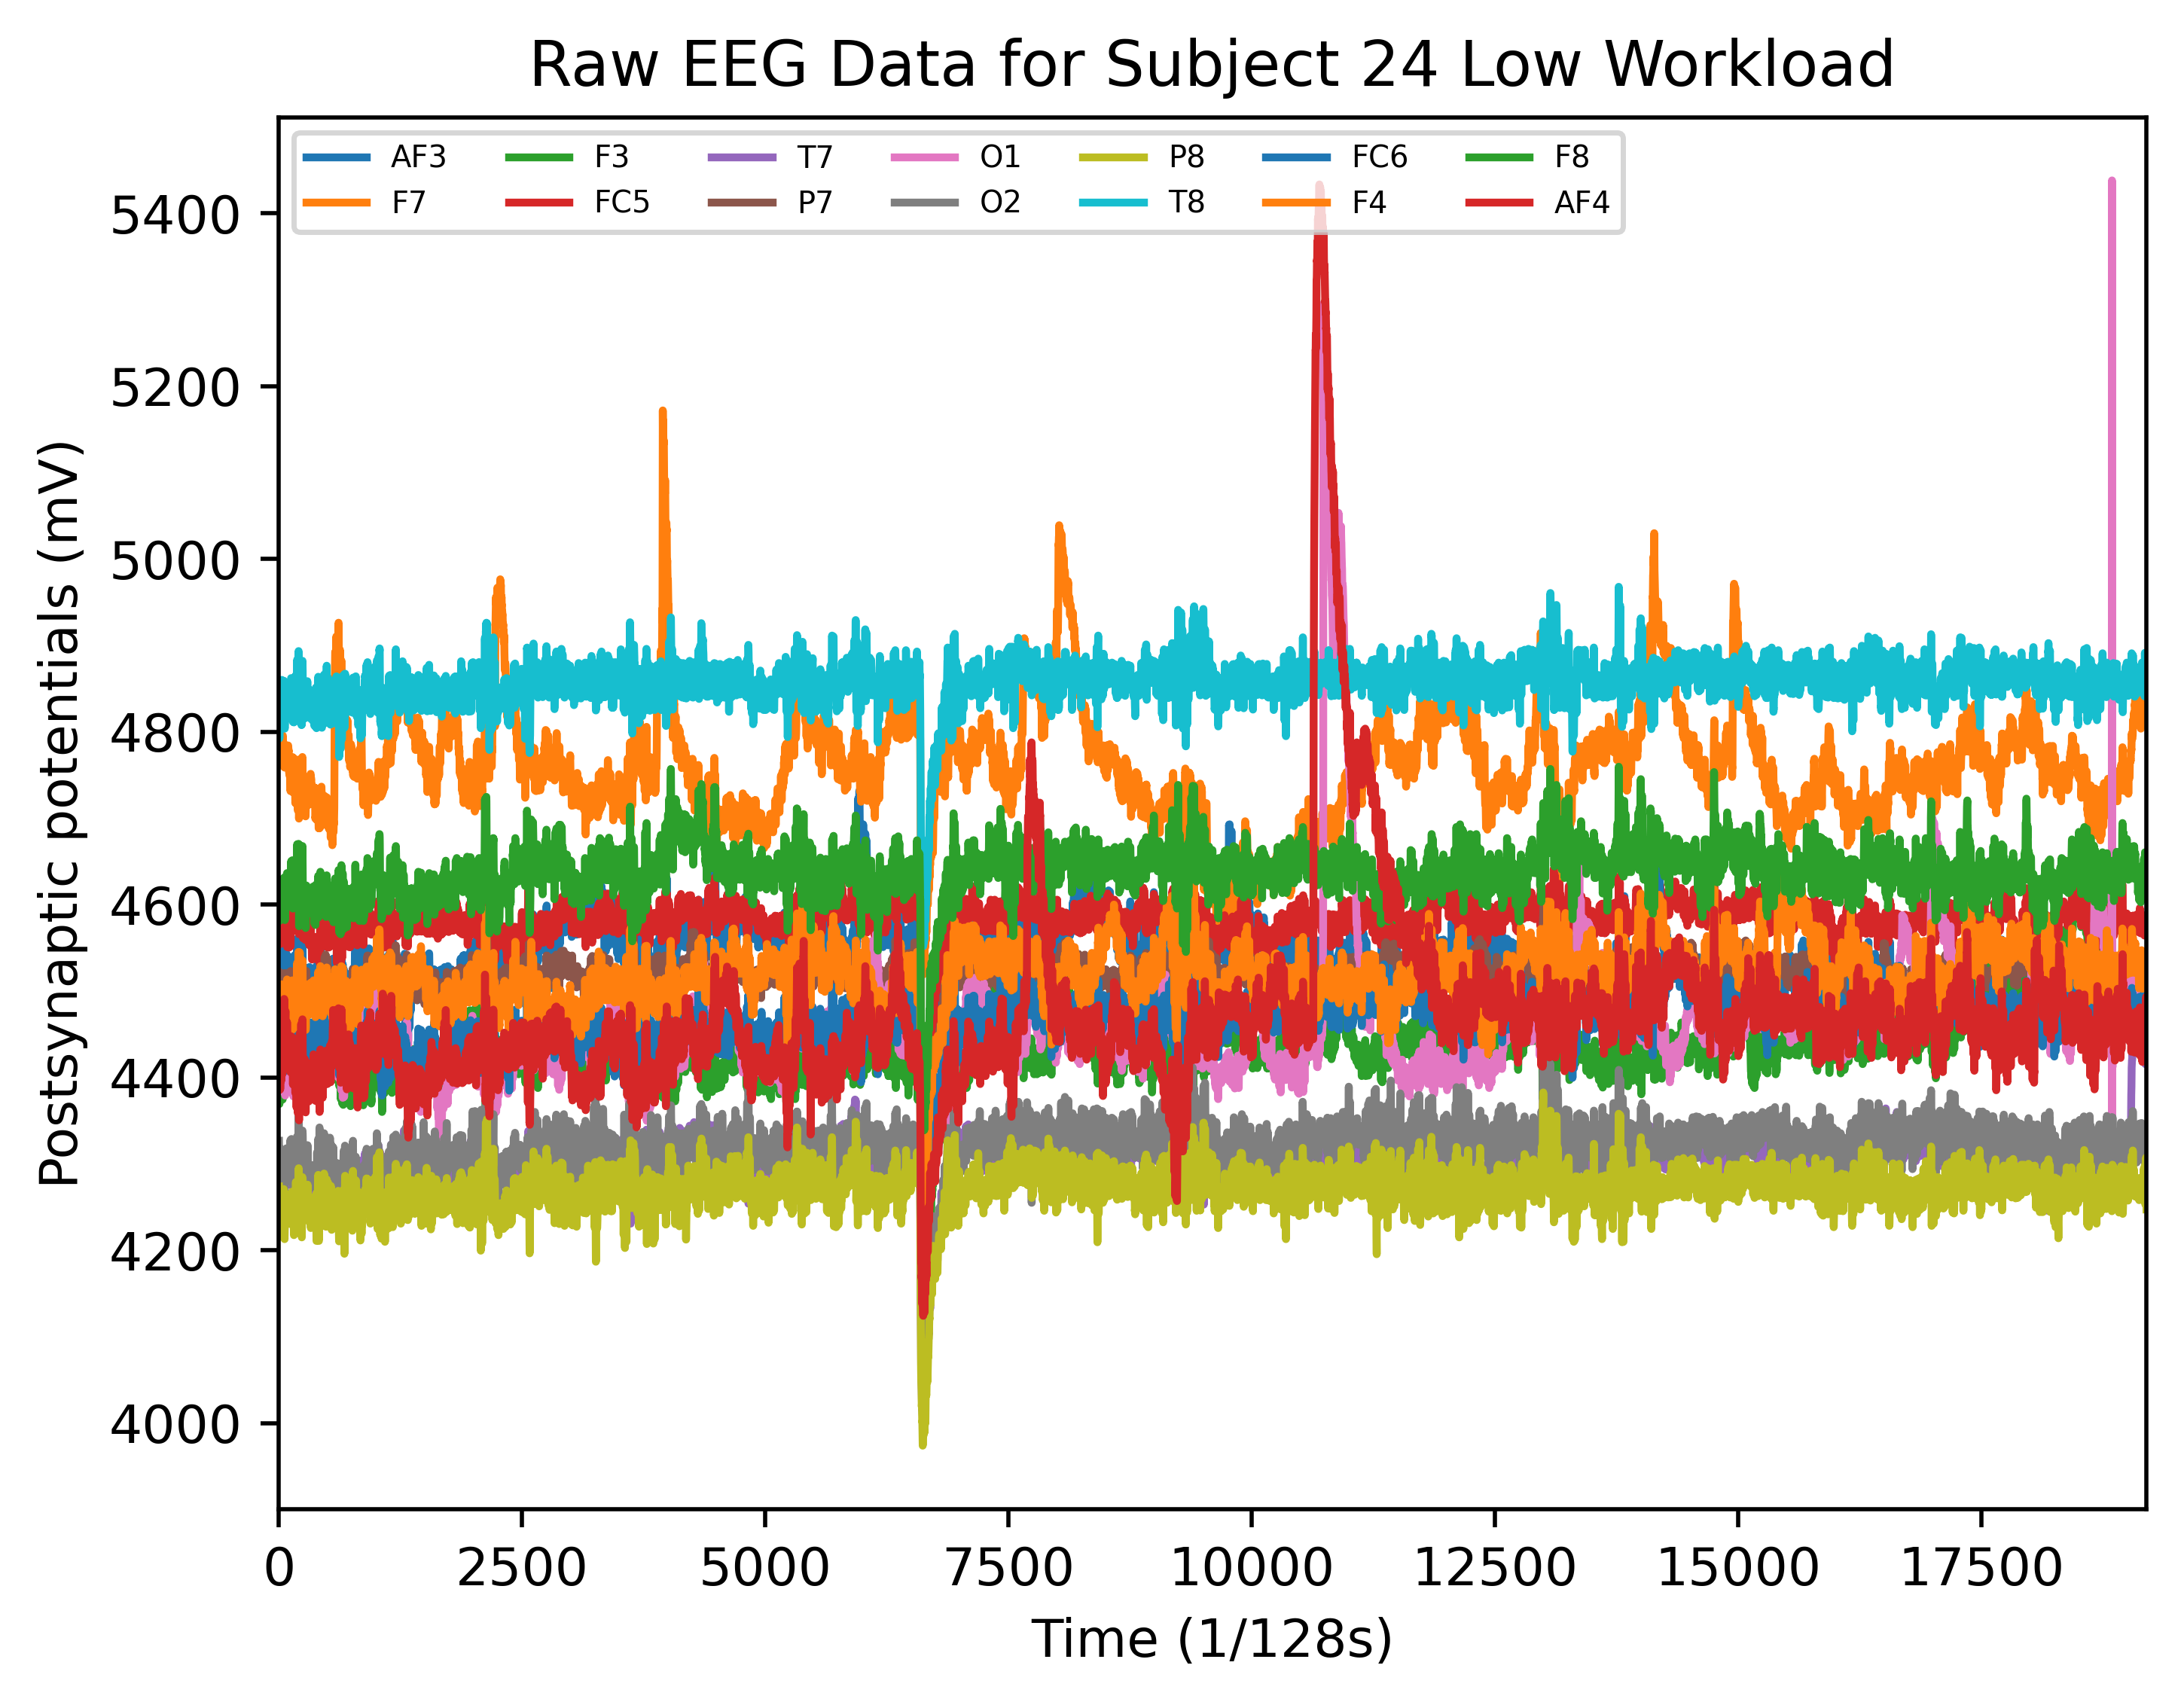 Raw EEG Data for Subject 24 Low Workload
AF3 F3 T7 O1 P8 FC6 F8
F7 FC5 P7 O2 T8 F4 AF4
5400
5200
5000
4800
4600
4400
4200
4000
Postsynaptic potentials (mV)
0 2500 5000 7500 10000 12500 15000 17500
Time (1/128s)